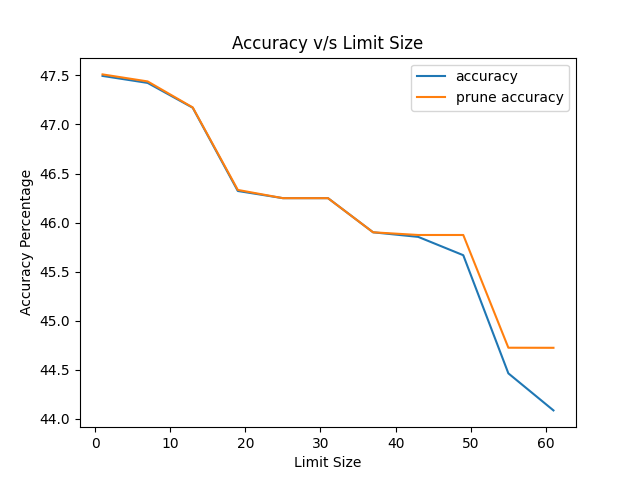 Accuracy v/s Limit Size
accuracy
prune accuracy
47.5
47.0
46.5
46.0
45.5
45.0
44.5
44.0
Accuracy Percentage
0 10 20 30 40 50 60
Limit Size